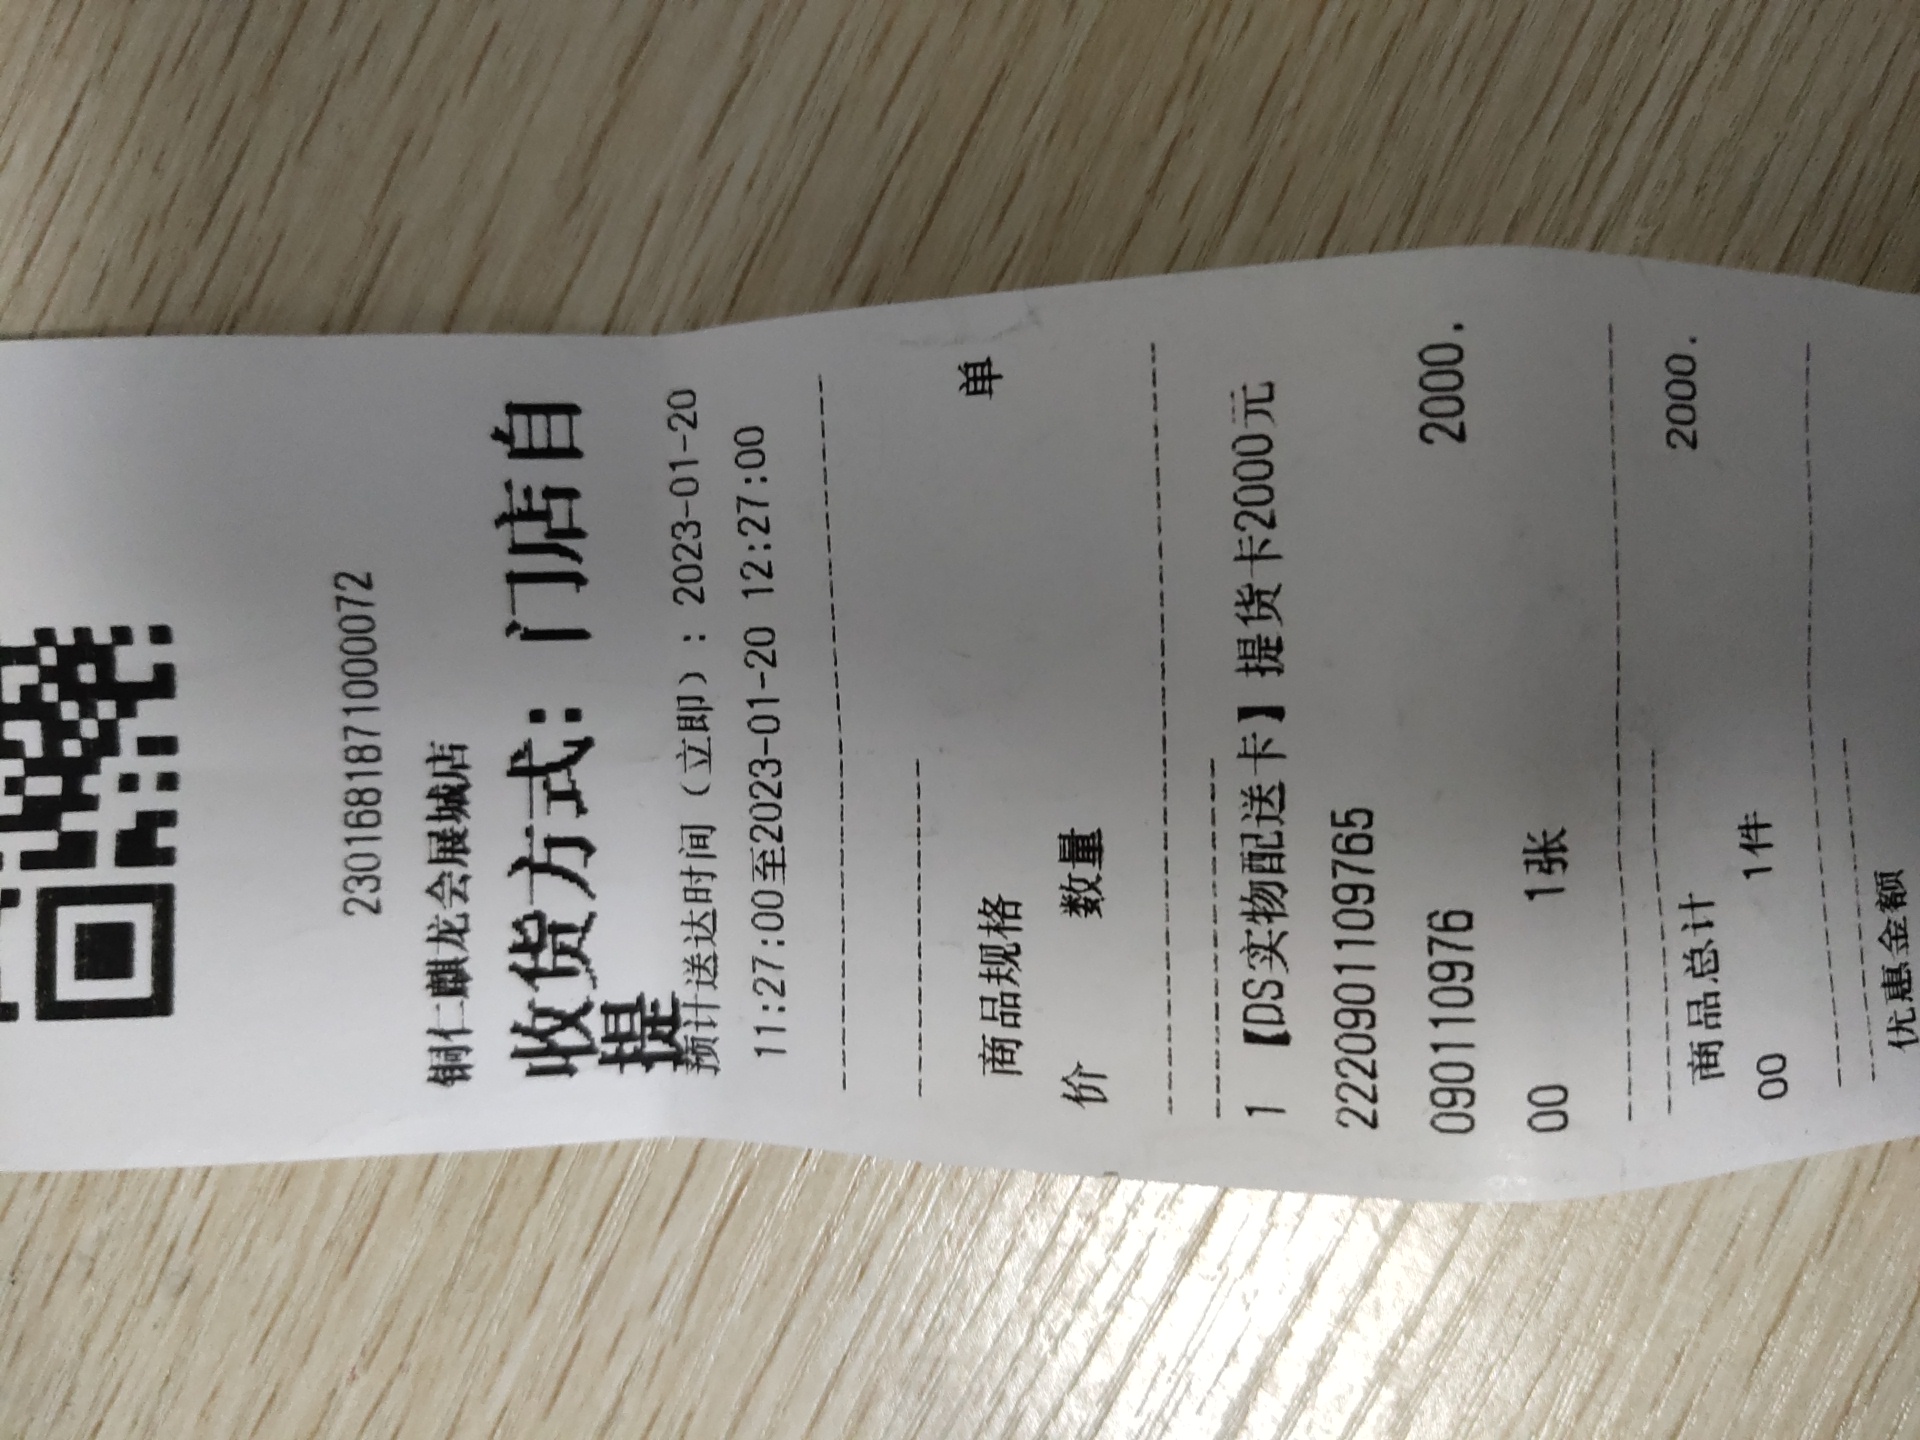 2301681871000072
铜仁麒龙会展城店
收货方式：门店自
提
预计送达时间（立即）：2023-01-20
11:27:00至2023-01-20 12:27:00
商品规格 单
价 数量
1 【DS实物配送卡】提货卡2000元
2220901109765
090110976 2000.
00 1张
商品总计 2000.
00 1件
优惠金额